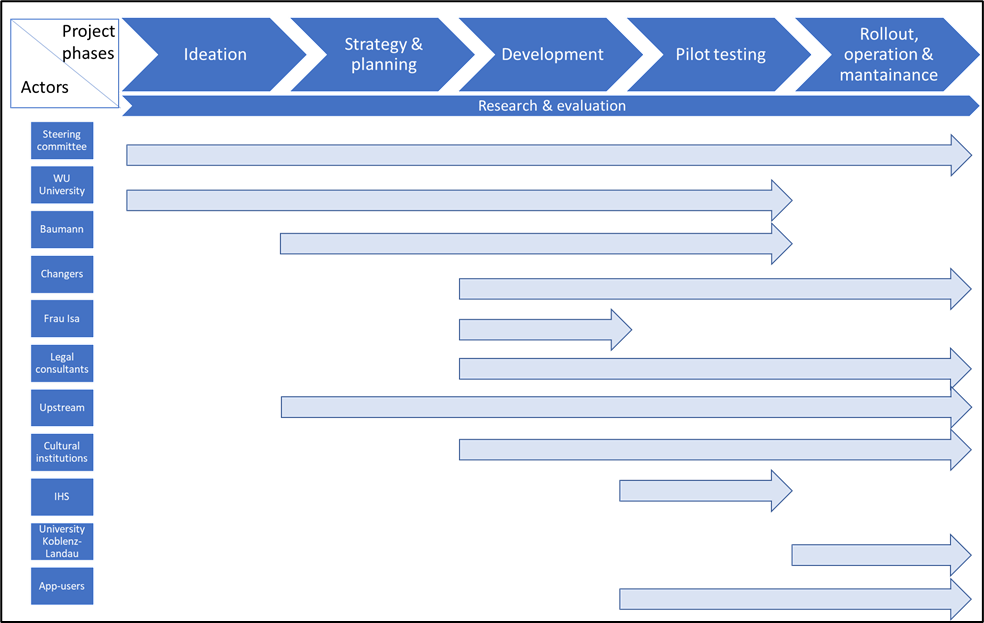 Project
phases
Actors
Ideation
Strategy &
planning
Development
Pilot testing
Rollout,
operation &
mantainance
Research & evaluation
Steering
committee
WU
University
Baumann
Changers
Frau Isa
Legal
consultants
Upstream
Cultural
institutions
IHS
University
Koblenz-
Landau
App-users